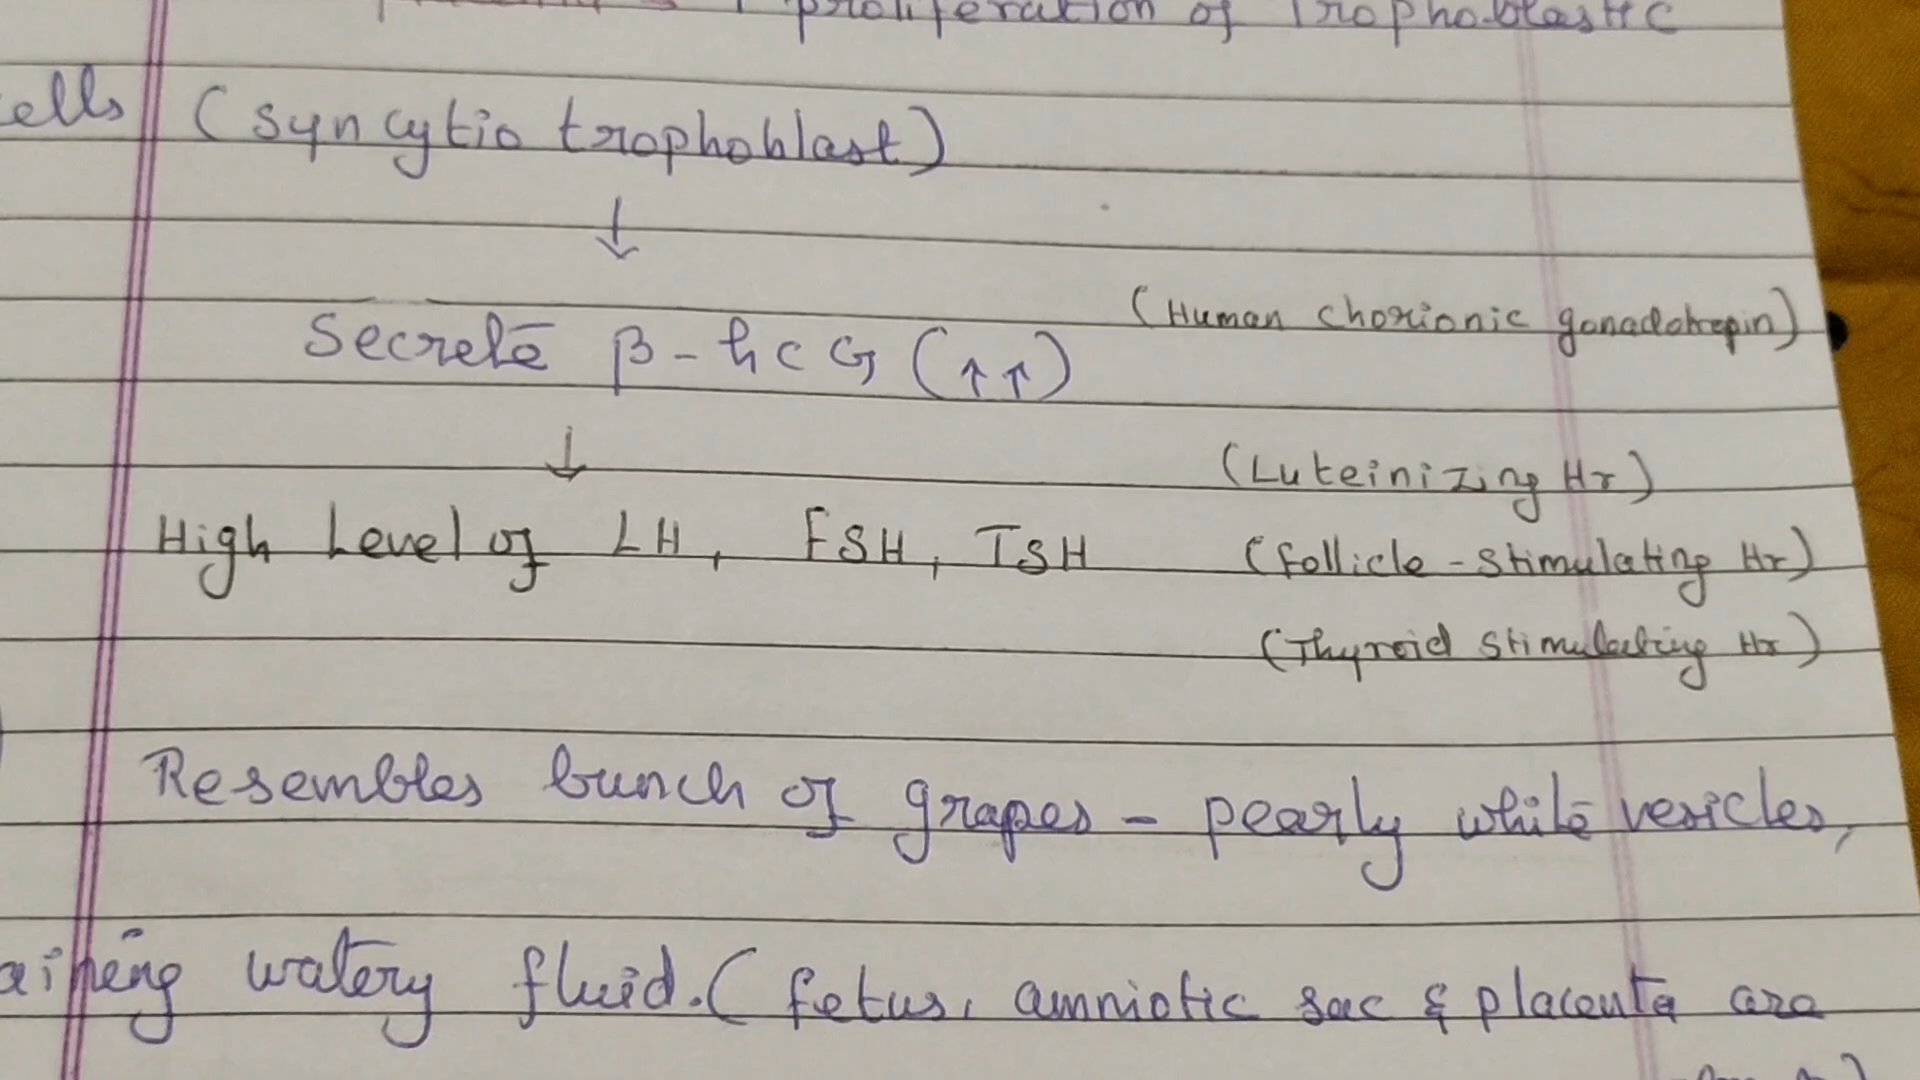 proliferation of Trophoblastic
ells (syncytio trophoblast)
↓
(Human chorionic gonadotropin)
Secrete β-hCG (↑↑)
↓
(Luteinizing Hr)
High Level of LH, FSH, TSH (follicle-stimulating Hr)
(Thyroid stimulating Hr)
Resembles bunch of grapes - pearly white vesicles,
aining watery fluid. (fetus, amniotic sac & placenta are